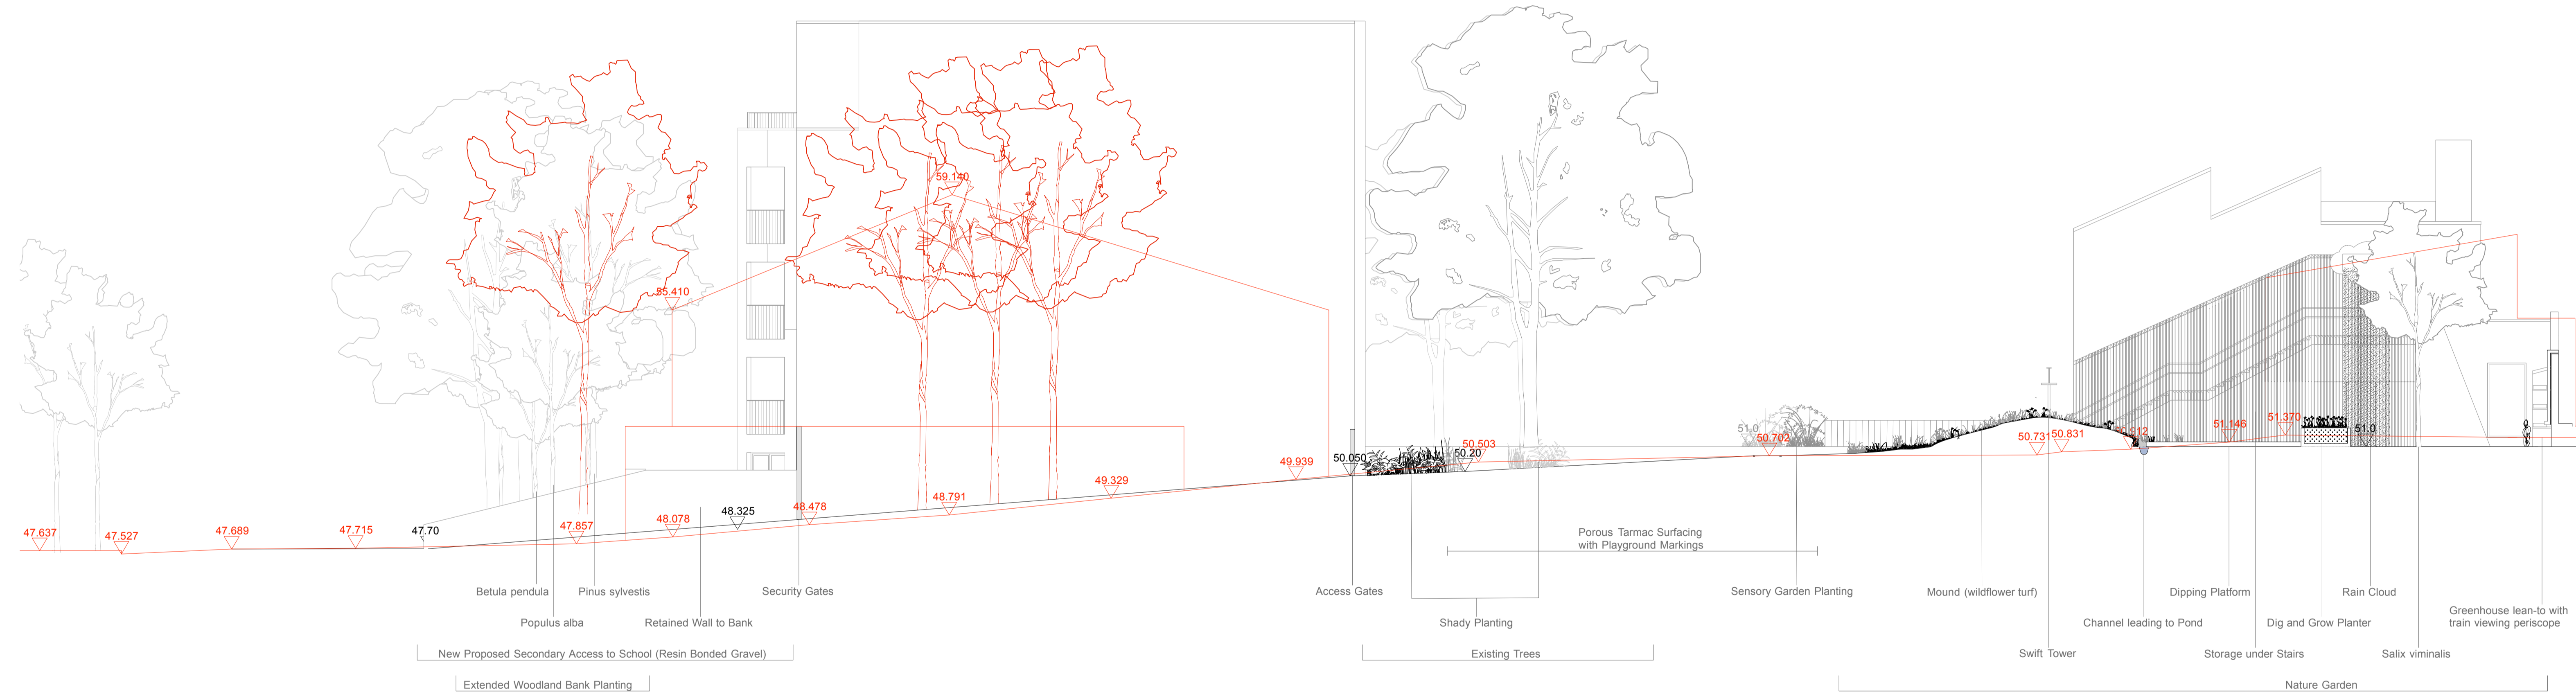 59.140
55.410
51.0
50.702
50.503
50.20
50.050
49.939
49.329
48.791
48.478
48.325
48.078
47.857
47.70
47.715
47.689
47.527
47.637
50.731
50.831
50.912
51.146
51.370
51.0
Porous Tarmac Surfacing
with Playground Markings
Betula pendula
Pinus sylvestis
Security Gates
Access Gates
Sensory Garden Planting
Mound (wildflower turf)
Dipping Platform
Rain Cloud
Greenhouse lean-to with
train viewing periscope
Populus alba
Retained Wall to Bank
Shady Planting
Channel leading to Pond
Dig and Grow Planter
New Proposed Secondary Access to School (Resin Bonded Gravel)
Existing Trees
Swift Tower
Storage under Stairs
Salix viminalis
Extended Woodland Bank Planting
Nature Garden